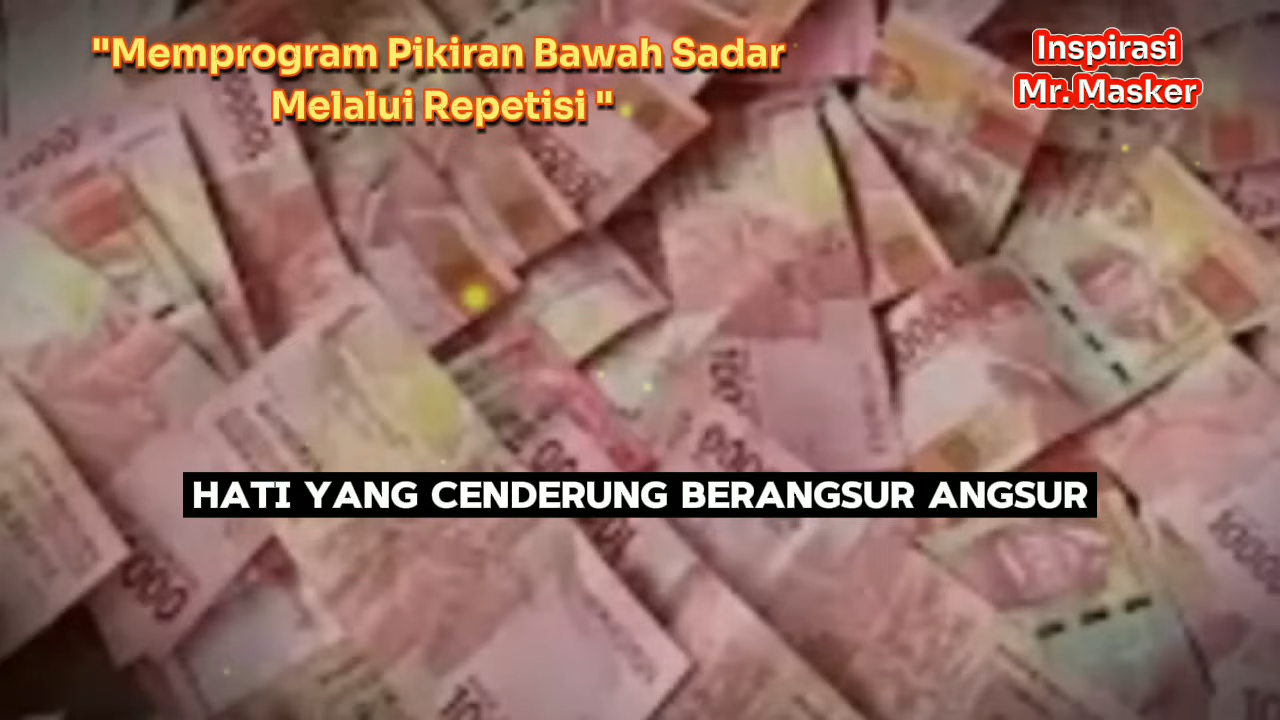 "Memprogram Pikiran Bawah Sadar
Melalui Repetisi "
Inspirasi
Mr. Masker
HATI YANG CENDERUNG BERANGSUR ANGSUR